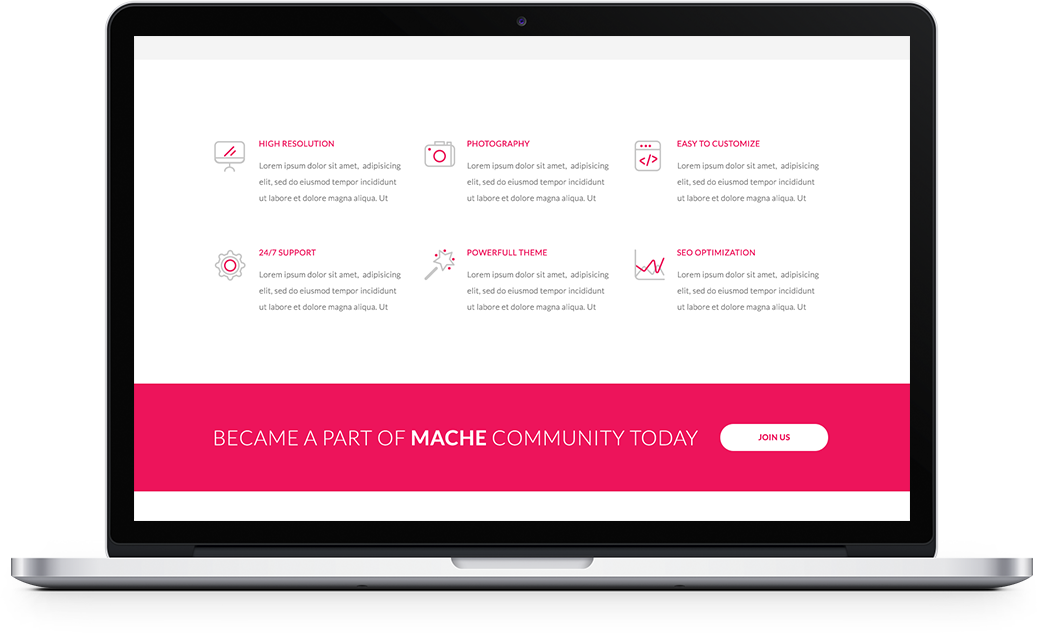 HIGH RESOLUTION
Lorem ipsum dolor sit amet, adipisicing
elit, sed do eiusmod tempor incididunt
ut labore et dolore magna aliqua. Ut
PHOTOGRAPHY
Lorem ipsum dolor sit amet, adipisicing
elit, sed do eiusmod tempor incididunt
ut labore et dolore magna aliqua. Ut
EASY TO CUSTOMIZE
</>
Lorem ipsum dolor sit amet, adipisicing
elit, sed do eiusmod tempor incididunt
ut labore et dolore magna aliqua. Ut
24/7 SUPPORT
Lorem ipsum dolor sit amet, adipisicing
elit, sed do eiusmod tempor incididunt
ut labore et dolore magna aliqua. Ut
POWERFULL THEME
Lorem ipsum dolor sit amet, adipisicing
elit, sed do eiusmod tempor incididunt
ut labore et dolore magna aliqua. Ut
SEO OPTIMIZATION
Lorem ipsum dolor sit amet, adipisicing
elit, sed do eiusmod tempor incididunt
ut labore et dolore magna aliqua. Ut
BECAME A PART OF MACHE COMMUNITY TODAY
JOIN US